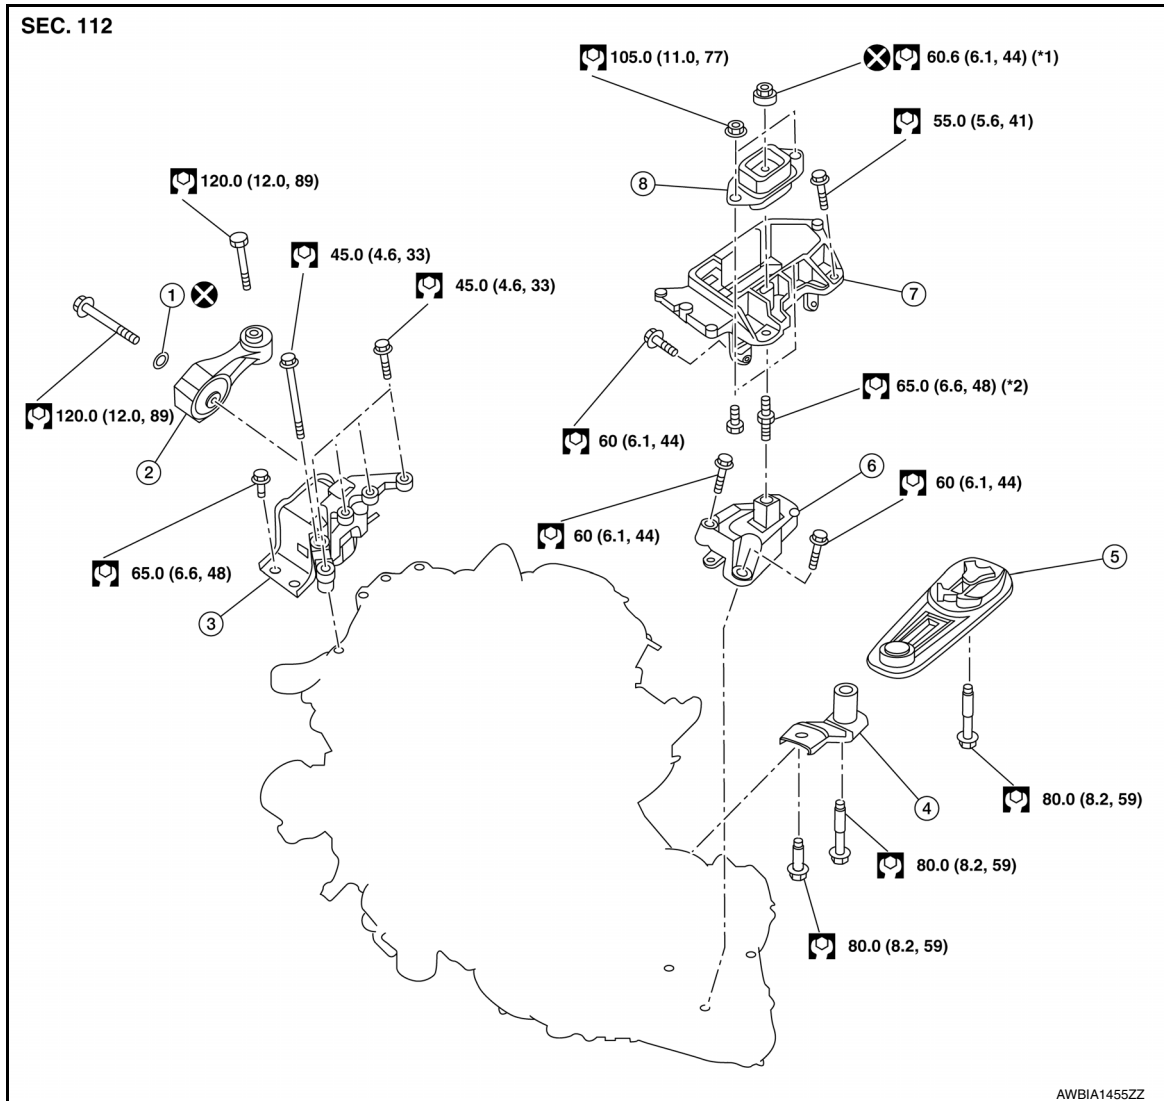 SEC. 112
105.0 (11.0, 77)
60.6 (6.1, 44) (*1)
55.0 (5.6, 41)
120.0 (12.0, 89)
8
45.0 (4.6, 33)
45.0 (4.6, 33)
1
7
65.0 (6.6, 48) (*2)
120.0 (12.0, 89)
60 (6.1, 44)
2
6
60 (6.1, 44)
60 (6.1, 44)
5
65.0 (6.6, 48)
3
80.0 (8.2, 59)
4
80.0 (8.2, 59)
80.0 (8.2, 59)
AWBIA1455ZZ